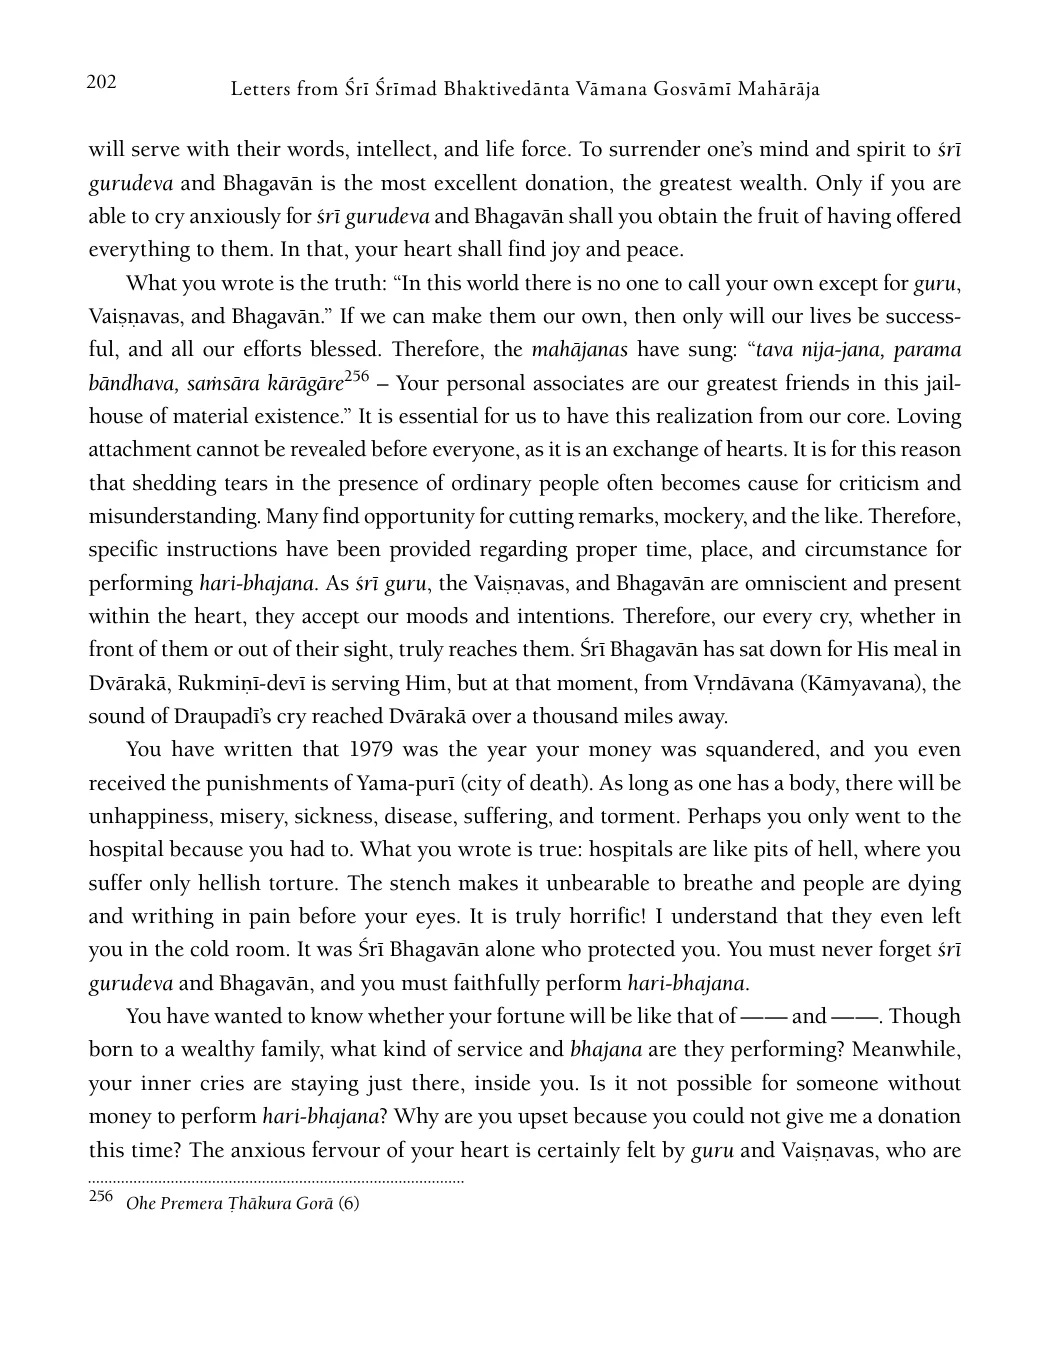 202
Letters from Śrī Śrīmad Bhaktivedānta Vāmana Gosvāmī Mahārāja
will serve with their words, intellect, and life force. To surrender one’s mind and spirit to śrī
gurudeva and Bhagavān is the most excellent donation, the greatest wealth. Only if you are
able to cry anxiously for śrī gurudeva and Bhagavān shall you obtain the fruit of having offered
everything to them. In that, your heart shall find joy and peace.
What you wrote is the truth: “In this world there is no one to call your own except for guru,
Vaiṣṇavas, and Bhagavān.” If we can make them our own, then only will our lives be success-
ful, and all our efforts blessed. Therefore, the mahājanas have sung: “tava nija-jana, parama
bāndhava, saṁsāra kārāgāre256 – Your personal associates are our greatest friends in this jail-
house of material existence.” It is essential for us to have this realization from our core. Loving
attachment cannot be revealed before everyone, as it is an exchange of hearts. It is for this reason
that shedding tears in the presence of ordinary people often becomes cause for criticism and
misunderstanding. Many find opportunity for cutting remarks, mockery, and the like. Therefore,
specific instructions have been provided regarding proper time, place, and circumstance for
performing hari-bhajana. As śrī guru, the Vaiṣṇavas, and Bhagavān are omniscient and present
within the heart, they accept our moods and intentions. Therefore, our every cry, whether in
front of them or out of their sight, truly reaches them. Śrī Bhagavān has sat down for His meal in
Dvārakā, Rukmiṇī-devī is serving Him, but at that moment, from Vṛndāvana (Kāmyavana), the
sound of Draupadī’s cry reached Dvārakā over a thousand miles away.
You have written that 1979 was the year your money was squandered, and you even
received the punishments of Yama-purī (city of death). As long as one has a body, there will be
unhappiness, misery, sickness, disease, suffering, and torment. Perhaps you only went to the
hospital because you had to. What you wrote is true: hospitals are like pits of hell, where you
suffer only hellish torture. The stench makes it unbearable to breathe and people are dying
and writhing in pain before your eyes. It is truly horrific! I understand that they even left
you in the cold room. It was Śrī Bhagavān alone who protected you. You must never forget śrī
gurudeva and Bhagavān, and you must faithfully perform hari-bhajana.
You have wanted to know whether your fortune will be like that of —— and ——. Though
born to a wealthy family, what kind of service and bhajana are they performing? Meanwhile,
your inner cries are staying just there, inside you. Is it not possible for someone without
money to perform hari-bhajana? Why are you upset because you could not give me a donation
this time? The anxious fervour of your heart is certainly felt by guru and Vaiṣṇavas, who are
256 Ohe Premera Ṭhākura Gorā (6)